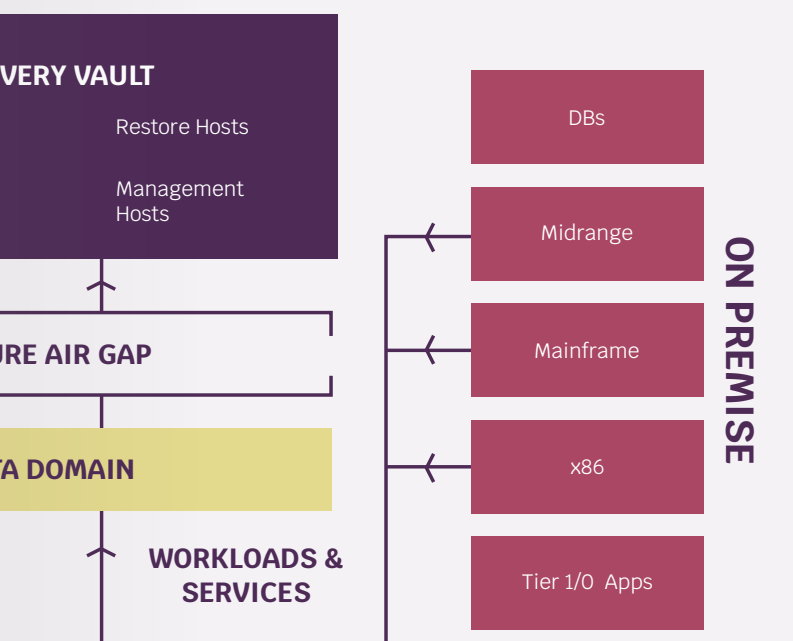 VERY VAULT
Restore Hosts
Management
Hosts
URE AIR GAP
TA DOMAIN
WORKLOADS &
SERVICES
DBs
Midrange
Mainframe
x86
Tier 1/0 Apps
ON PREMISE